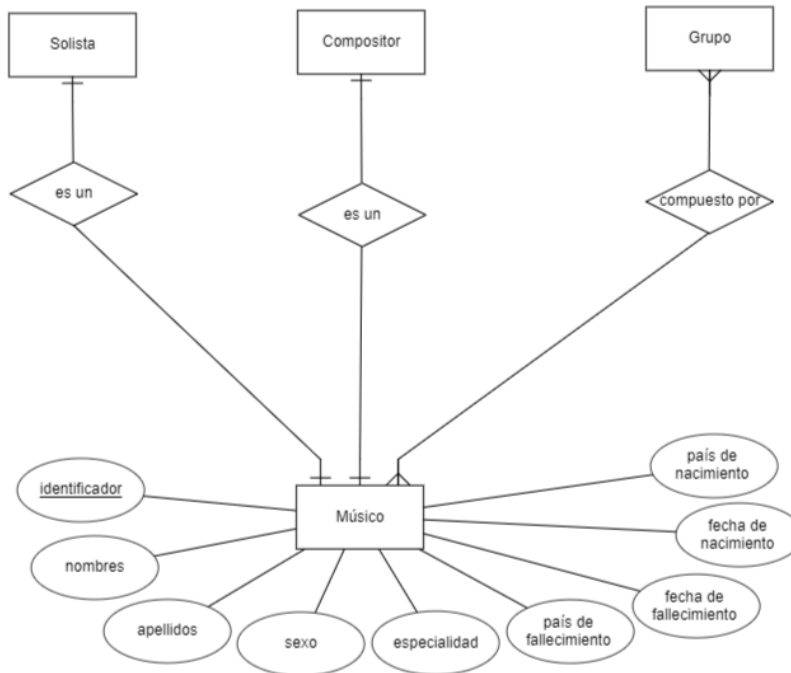 Solista
Compositor
Grupo
es un
es un
compuesto por
identificador
nombres
apellidos
sexo
Músico
especialidad
país de
fallecimiento
fecha de
fallecimiento
fecha de
nacimiento
país de
nacimiento